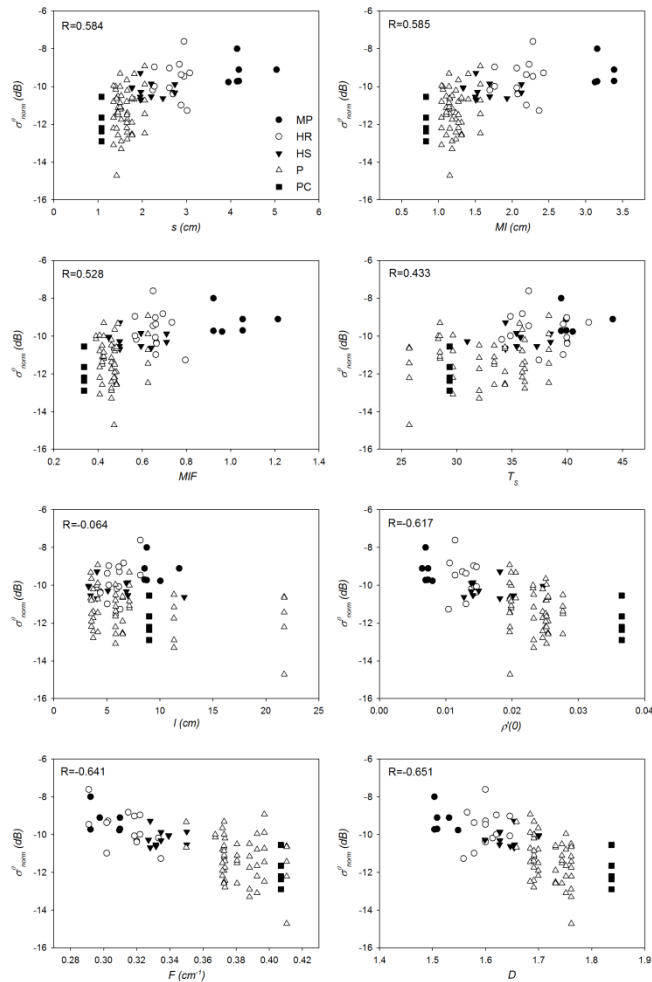 R=0.584
R=0.585
σ⁰norm (dB)
-6
-8
-10
-12
-14
-16
MP
HR
HS
P
PC
0 1 2 3 4 5 6
s (cm)
σ⁰norm (dB)
-6
-8
-10
-12
-14
-16
0.5 1.0 1.5 2.0 2.5 3.0 3.5
MI (cm)
R=0.528
R=0.433
σ⁰norm (dB)
-6
-8
-10
-12
-14
-16
0.2 0.4 0.6 0.8 1.0 1.2 1.4
MIF
σ⁰norm (dB)
-6
-8
-10
-12
-14
-16
25 30 35 40 45
TS
R=-0.064
R=-0.617
σ⁰norm (dB)
-6
-8
-10
-12
-14
-16
0 5 10 15 20 25
l (cm)
σ⁰norm (dB)
-6
-8
-10
-12
-14
-16
0.00 0.01 0.02 0.03 0.04
ρ'(0)
R=-0.641
R=-0.651
σ⁰norm (dB)
-6
-8
-10
-12
-14
-16
0.28 0.30 0.32 0.34 0.36 0.38 0.40 0.42
F (cm⁻¹)
σ⁰norm (dB)
-6
-8
-10
-12
-14
-16
1.4 1.5 1.6 1.7 1.8 1.9
D